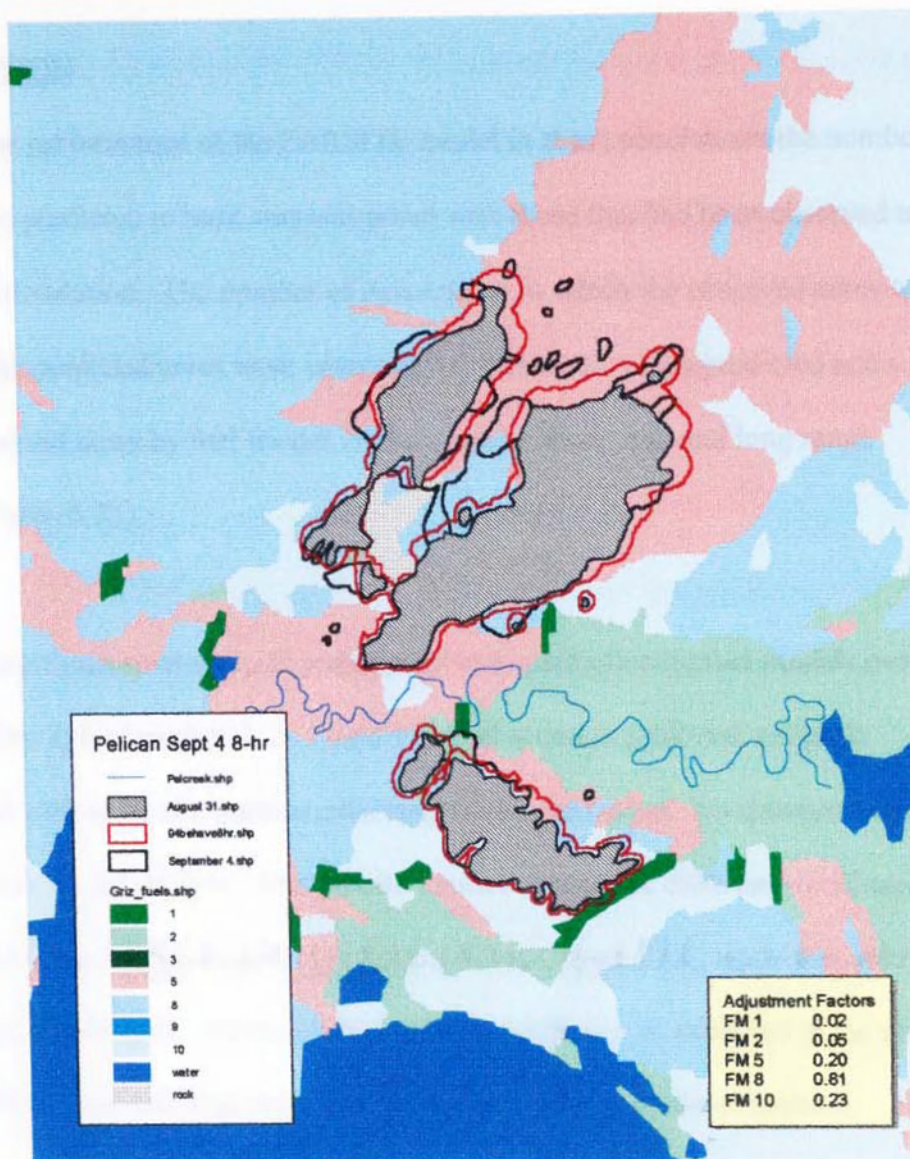 Pelican Sept 4 8-hr
Pelcreek.shp
August 31.shp
94behave8hr.shp
September 4.shp
Griz_fuels.shp
1
2
3
5
8
9
10
water
rock
Adjustment Factors
FM 1 0.02
FM 2 0.05
FM 5 0.20
FM 8 0.81
FM 10 0.23